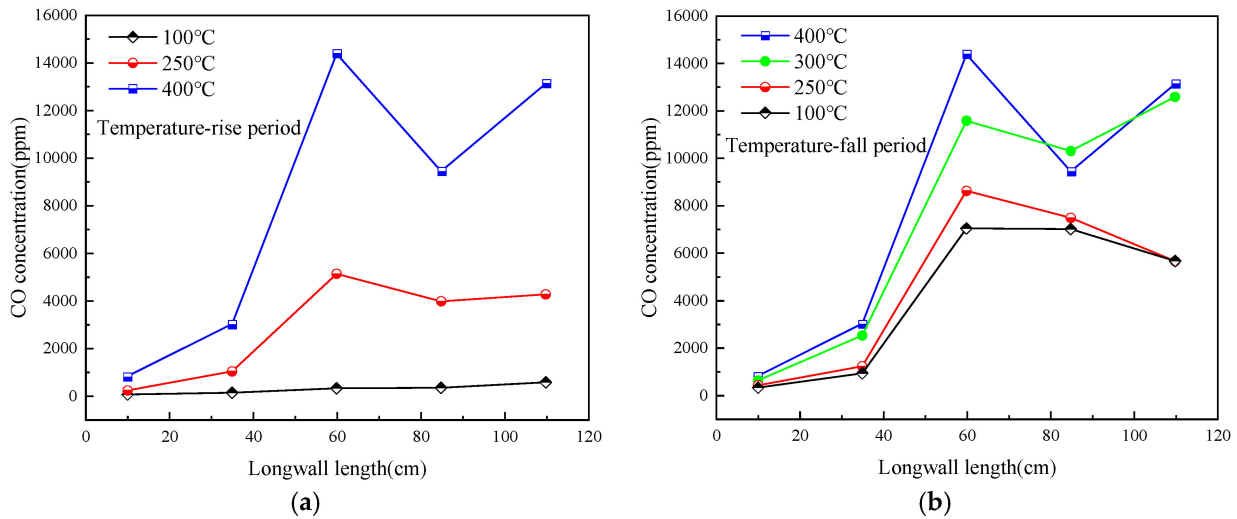 16000
14000
12000
10000
8000
6000
4000
2000
0
CO concentration(ppm)
100℃
250℃
400℃
Temperature-rise period
0 20 40 60 80 100 120
Longwall length(cm)
(a)
16000
14000
12000
10000
8000
6000
4000
2000
0
CO concentration(ppm)
400℃
300℃
250℃
100℃
Temperature-fall period
0 20 40 60 80 100 120
Longwall length(cm)
(b)